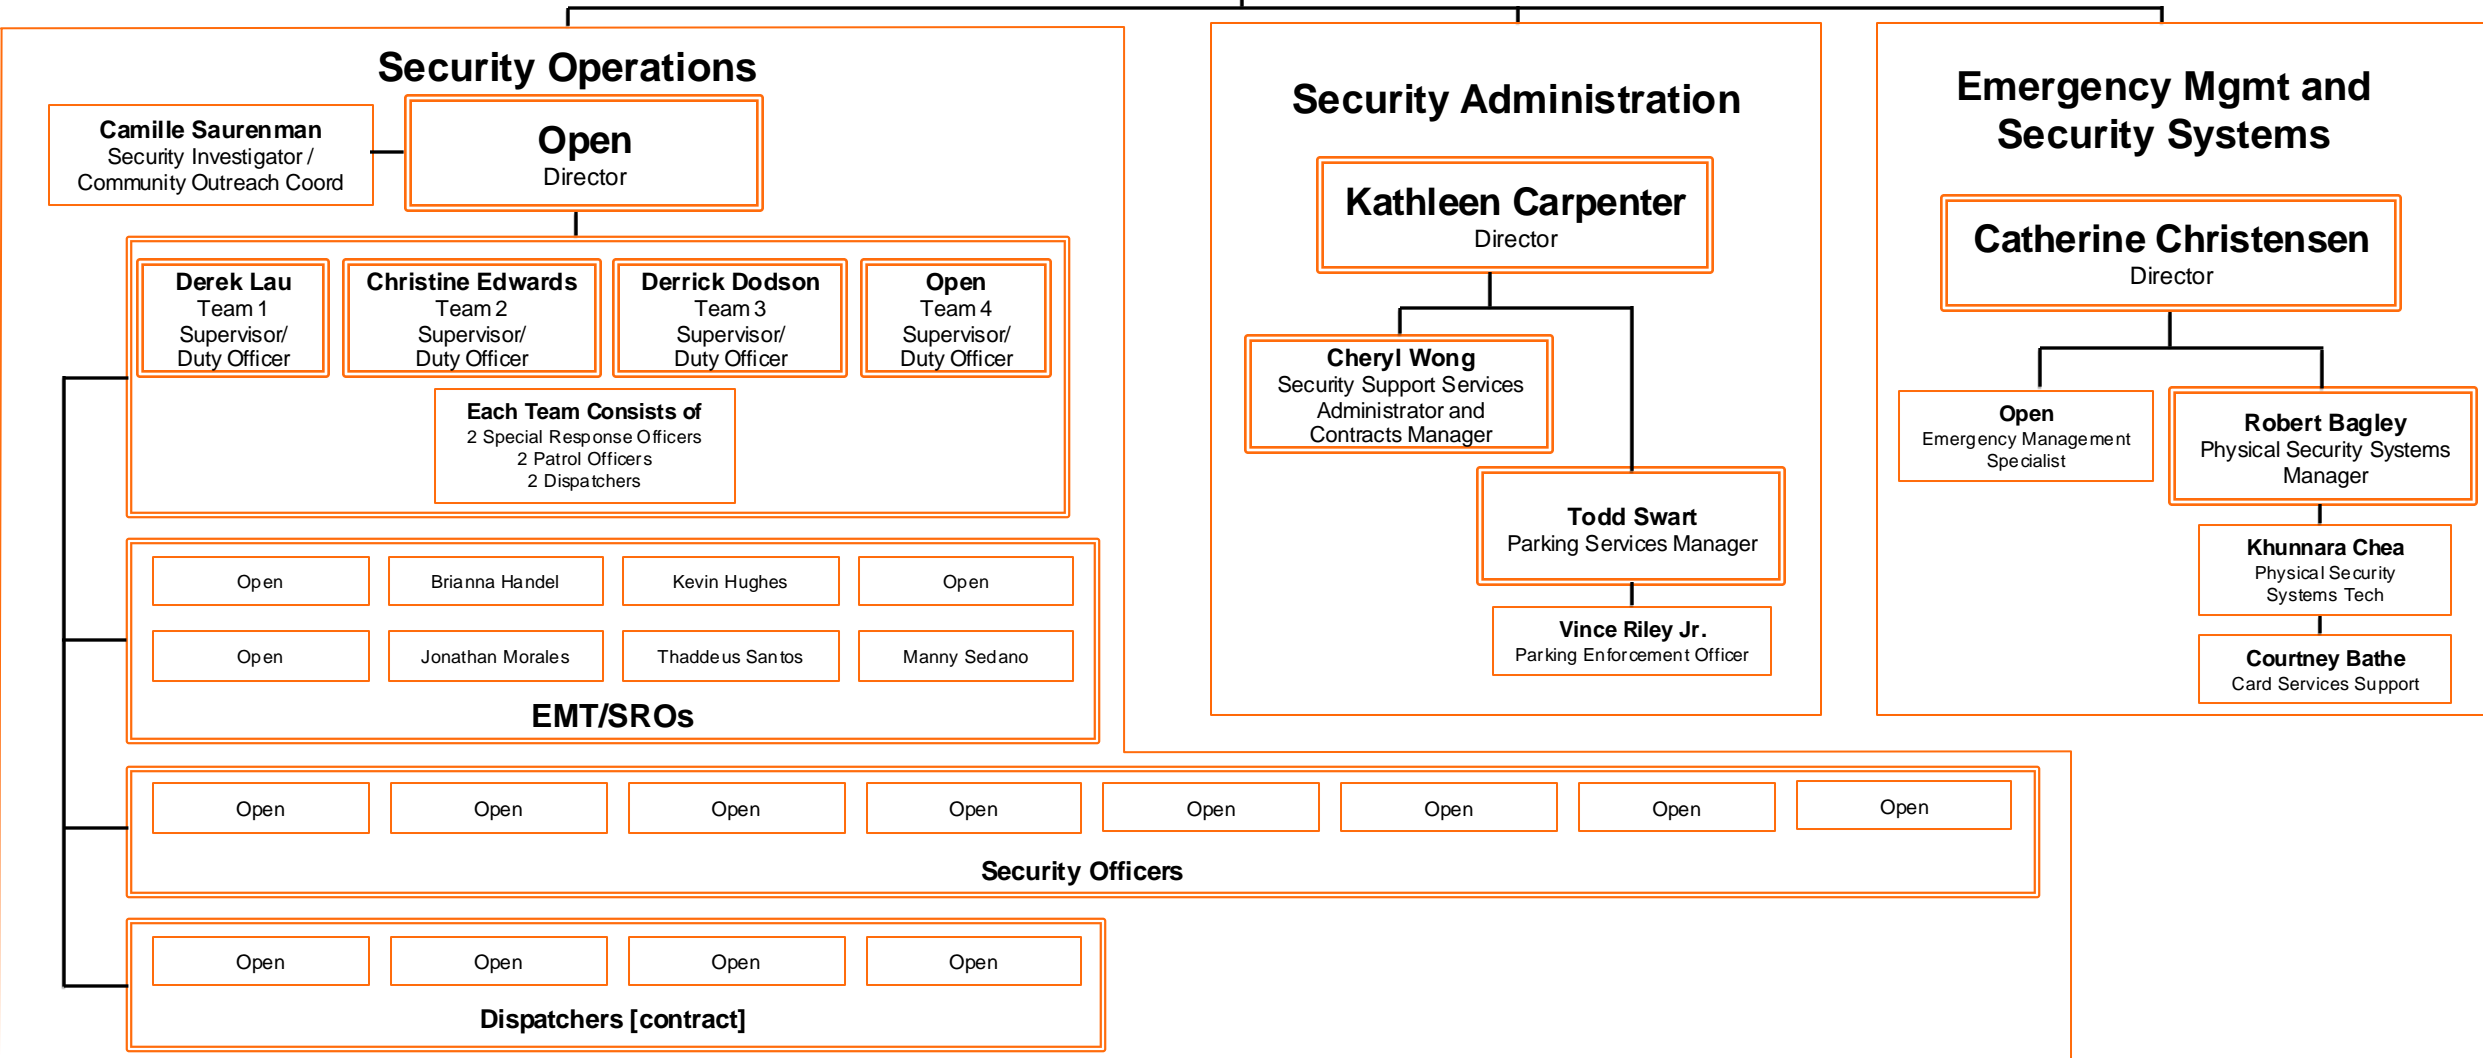 Security Operations
Camille Saurenman
Security Investigator /
Community Outreach Coord
Open
Director
Derek Lau
Team 1
Supervisor/
Duty Officer
Christine Edwards
Team 2
Supervisor/
Duty Officer
Derrick Dodson
Team 3
Supervisor/
Duty Officer
Open
Team 4
Supervisor/
Duty Officer
Each Team Consists of
2 Special Response Officers
2 Patrol Officers
2 Dispatchers
Open
Brianna Handel
Kevin Hughes
Open
Open
Jonathan Morales
Thaddeus Santos
Manny Sedano
EMT/SROs
Open
Open
Open
Open
Open
Open
Open
Open
Security Officers
Open
Open
Open
Open
Dispatchers [contract]
Security Administration
Kathleen Carpenter
Director
Cheryl Wong
Security Support Services
Administrator and
Contracts Manager
Todd Swart
Parking Services Manager
Vince Riley Jr.
Parking Enforcement Officer
Emergency Mgmt and
Security Systems
Catherine Christensen
Director
Open
Emergency Management
Specialist
Robert Bagley
Physical Security Systems
Manager
Khunnara Chea
Physical Security
Systems Tech
Courtney Bathe
Card Services Support